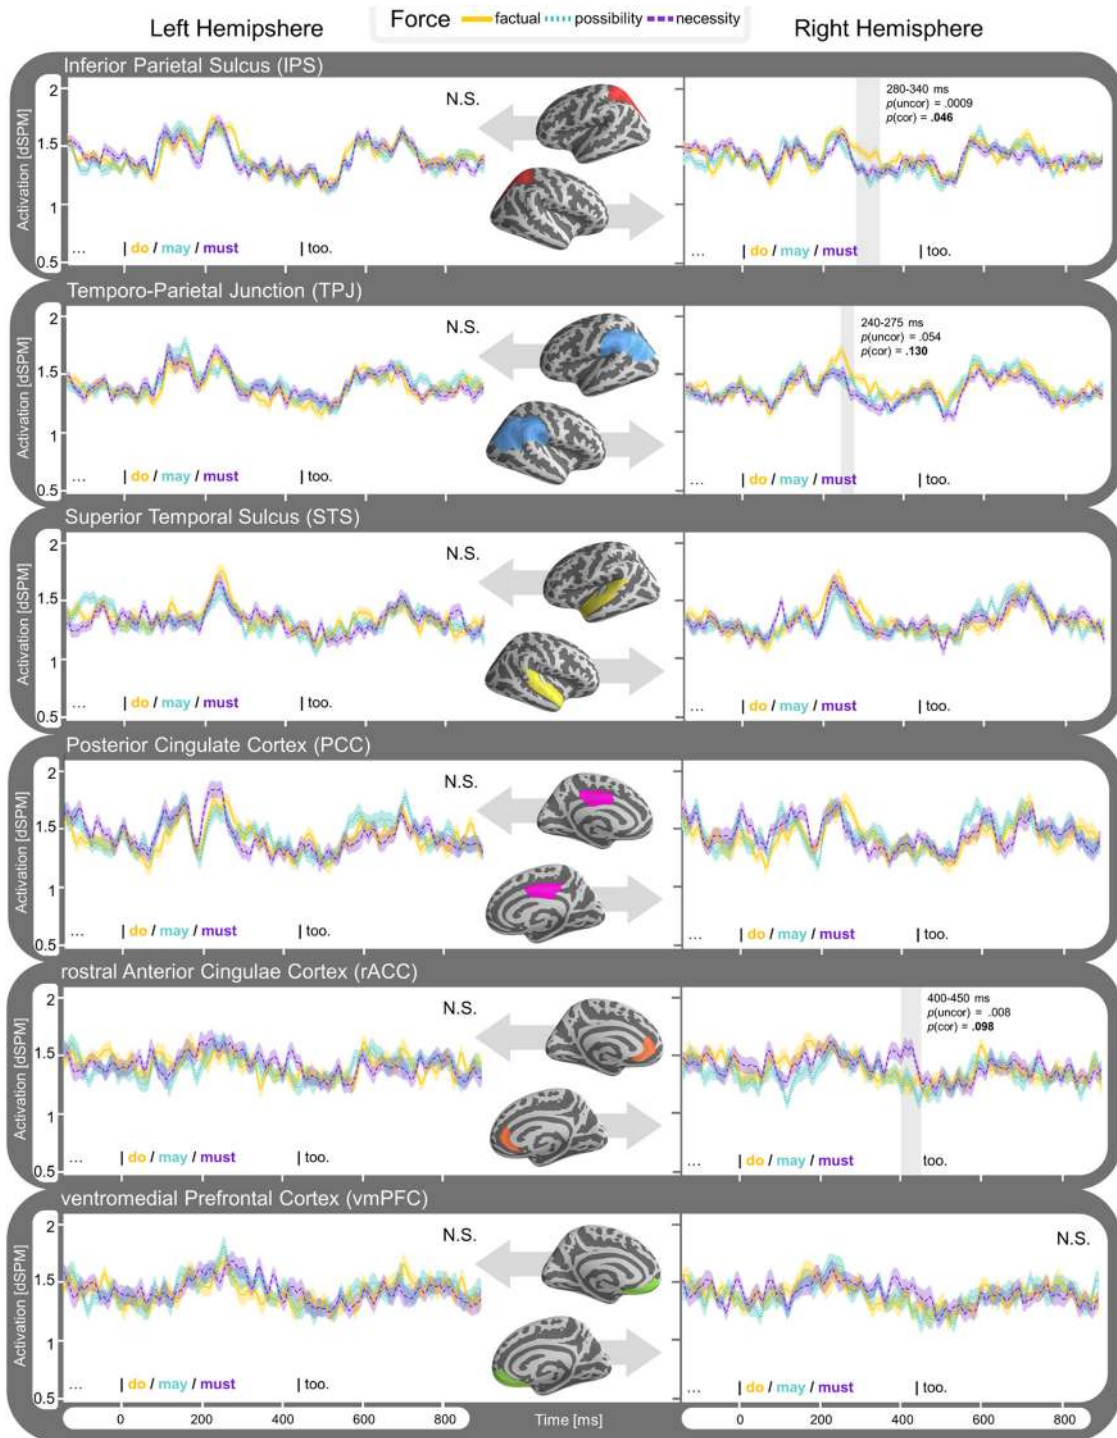 Left Hemipshere
Force factual possibility necessity
Right Hemisphere
Inferior Parietal Sulcus (IPS)
Activation [dSPM]
2
1.5
1
0.5
N.S.
... | do / may / must | too.
280-340 ms
p(uncor) = .0009
p(cor) = .046
... | do / may / must | too.
Temporo-Parietal Junction (TPJ)
Activation [dSPM]
2
1.5
1
0.5
N.S.
... | do / may / must | too.
240-275 ms
p(uncor) = .054
p(cor) = .130
... | do / may / must | too.
Superior Temporal Sulcus (STS)
Activation [dSPM]
2
1.5
1
0.5
N.S.
... | do / may / must | too.
... | do / may / must | too.
Posterior Cingulate Cortex (PCC)
Activation [dSPM]
2
1.5
1
0.5
N.S.
... | do / may / must | too.
... | do / may / must | too.
rostral Anterior Cingulae Cortex (rACC)
Activation [dSPM]
2
1.5
1
0.5
N.S.
... | do / may / must | too.
400-450 ms
p(uncor) = .008
p(cor) = .098
... | do / may / must too.
ventromedial Prefrontal Cortex (vmPFC)
Activation [dSPM]
2
1.5
1
0.5
N.S.
... | do / may / must | too.
N.S.
... | do / may / must | too.
0 200 400 600 800
Time [ms]
0 200 400 600 800